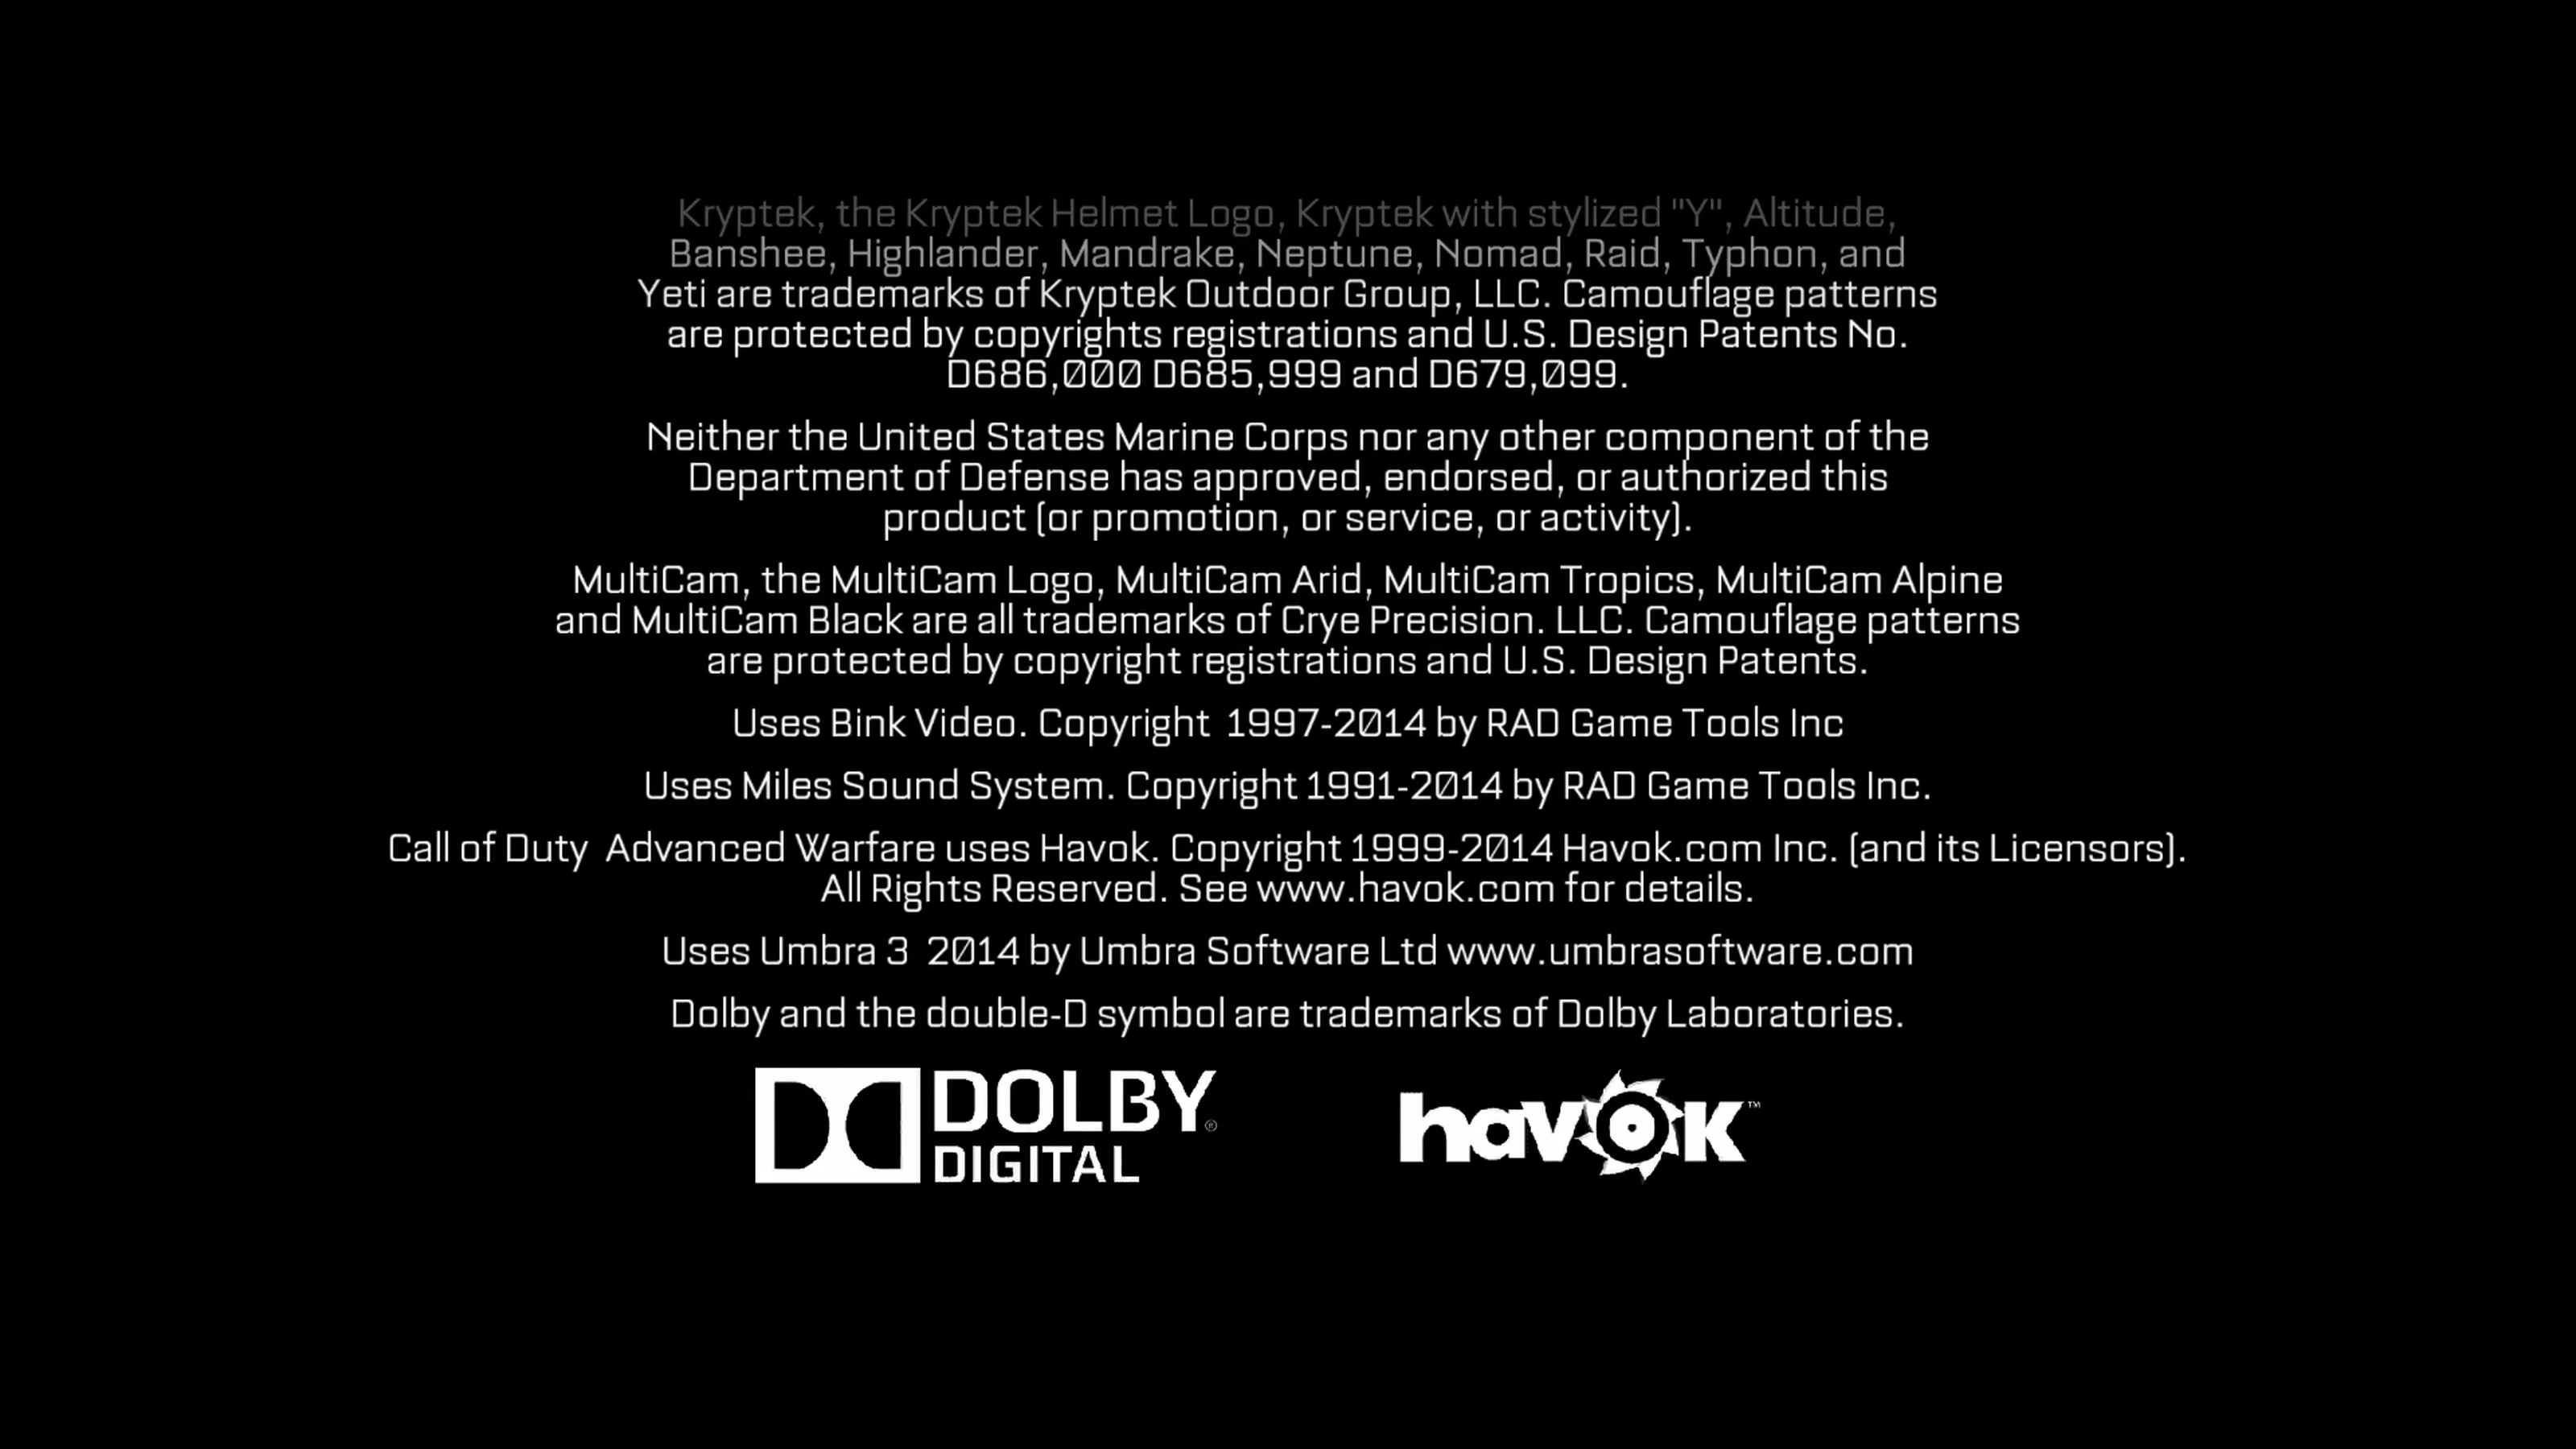 Kryptek, the Kryptek Helmet Logo, Kryptek with stylized "Y", Altitude,
Banshee, Highlander, Mandrake, Neptune, Nomad, Raid, Typhon, and
Yeti are trademarks of Kryptek Outdoor Group, LLC. Camouflage patterns
are protected by copyrights registrations and U.S. Design Patents No.
D686,000 D685,999 and D679,099.
Neither the United States Marine Corps nor any other component of the
Department of Defense has approved, endorsed, or authorized this
product (or promotion, or service, or activity).
MultiCam, the MultiCam Logo, MultiCam Arid, MultiCam Tropics, MultiCam Alpine
and MultiCam Black are all trademarks of Crye Precision. LLC. Camouflage patterns
are protected by copyright registrations and U.S. Design Patents.
Uses Bink Video. Copyright 1997-2014 by RAD Game Tools Inc
Uses Miles Sound System. Copyright 1991-2014 by RAD Game Tools Inc.
Call of Duty Advanced Warfare uses Havok. Copyright 1999-2014 Havok.com Inc. (and its Licensors).
All Rights Reserved. See www.havok.com for details.
Uses Umbra 3 2014 by Umbra Software Ltd www.umbrasoftware.com
Dolby and the double-D symbol are trademarks of Dolby Laboratories.
DOLBY®
DIGITAL
havok™